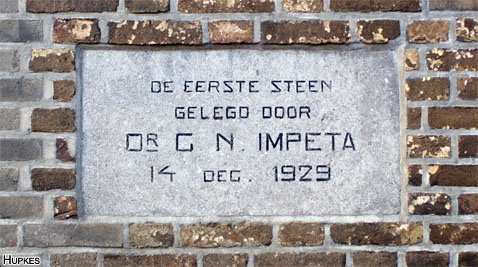 DE EERSTE STEEN
GELEGD DOOR
DR G. N. IMPETA
14 DEC. 1929
HUPKES